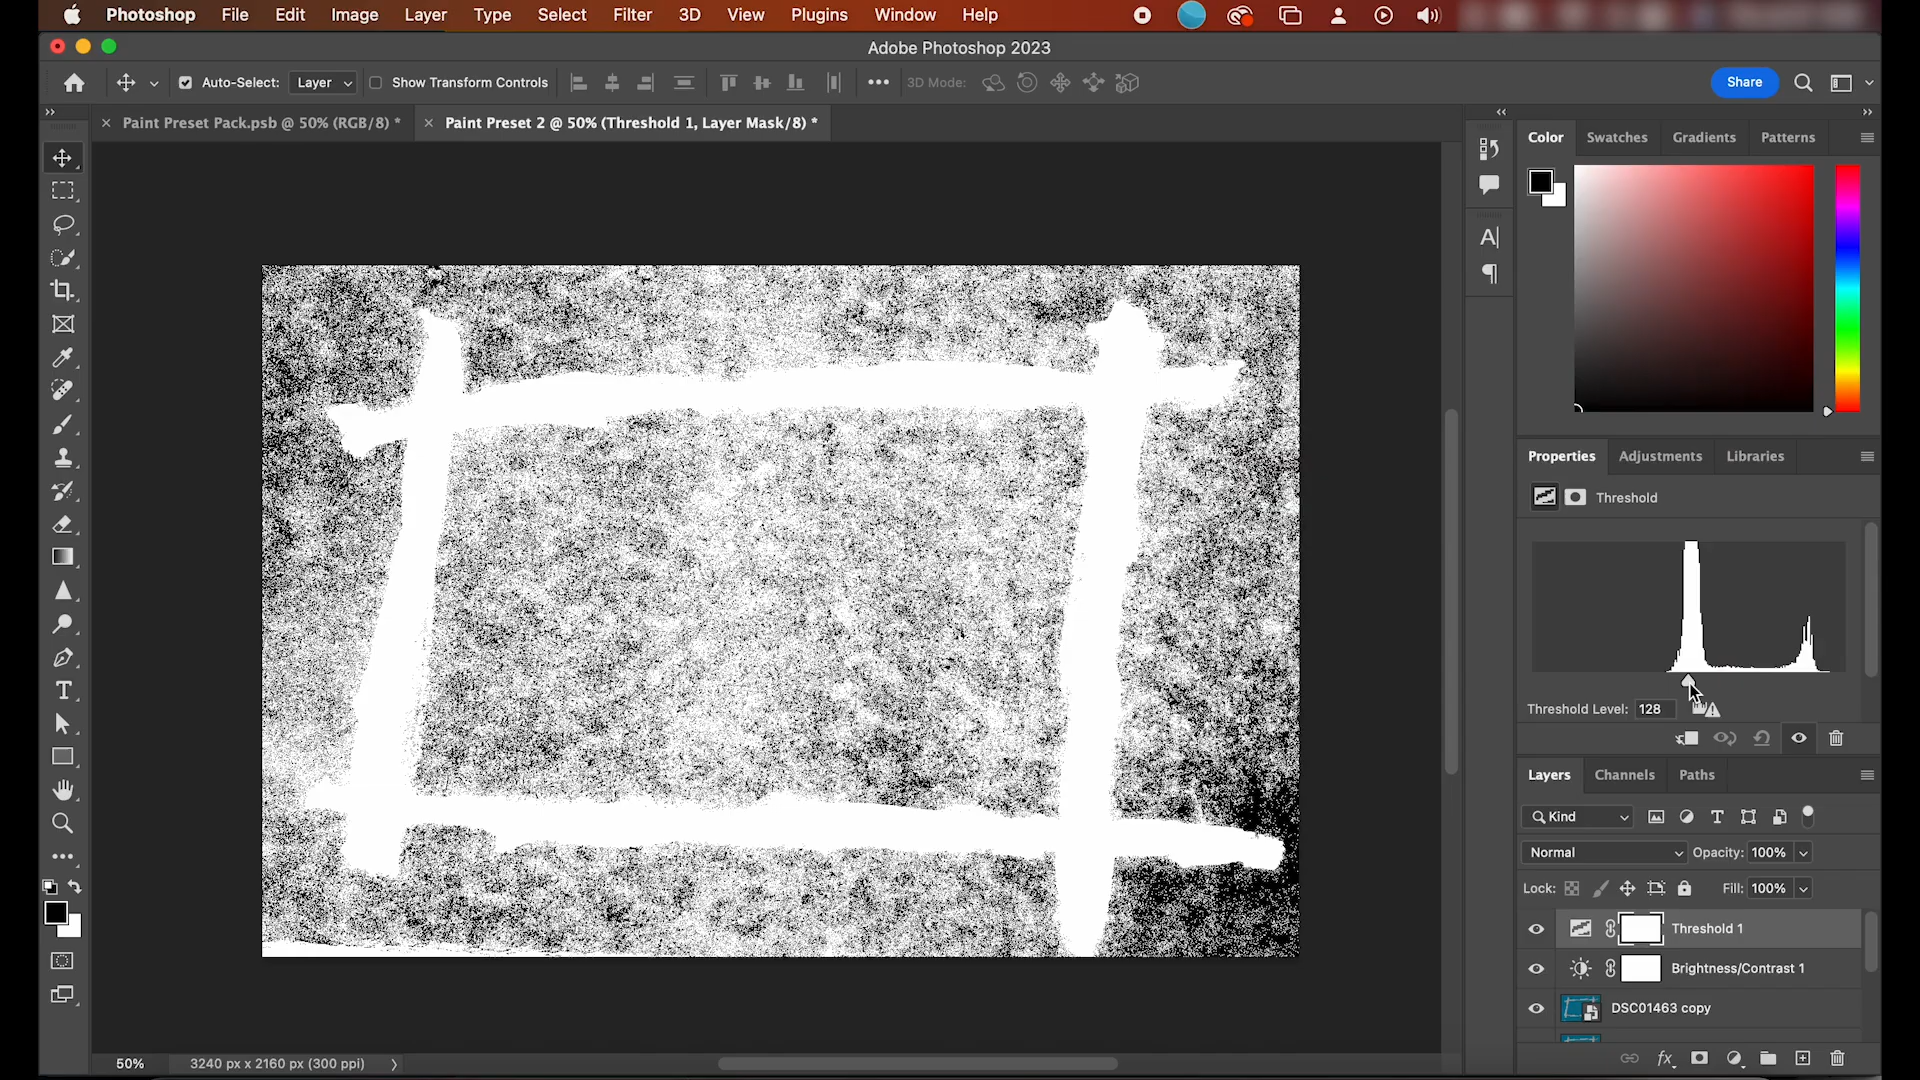 Photoshop File Edit Image Layer Type Select Filter 3D View Plugins Window Help
Adobe Photoshop 2023
Auto-Select: Layer Show Transform Controls 3D Mode: Share
Paint Preset Pack.psb @ 50% (RGB/8) * Paint Preset 2 @ 50% (Threshold 1, Layer Mask/8) *
Color Swatches Gradients Patterns
Properties Adjustments Libraries
Threshold
Threshold Level: 128
Layers Channels Paths
Kind
Normal Opacity: 100%
Lock: Fill: 100%
Threshold 1
Brightness/Contrast 1
DSC01463 copy
50% 3240 px x 2160 px (300 ppi)